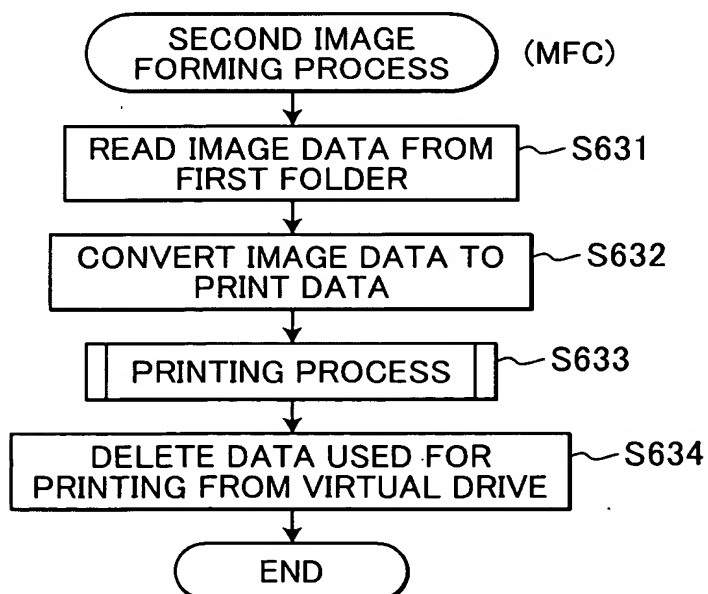 SECOND IMAGE
FORMING PROCESS
(MFC)
READ IMAGE DATA FROM
FIRST FOLDER
S631
CONVERT IMAGE DATA TO
PRINT DATA
S632
PRINTING PROCESS
S633
DELETE DATA USED FOR
PRINTING FROM VIRTUAL DRIVE
S634
END